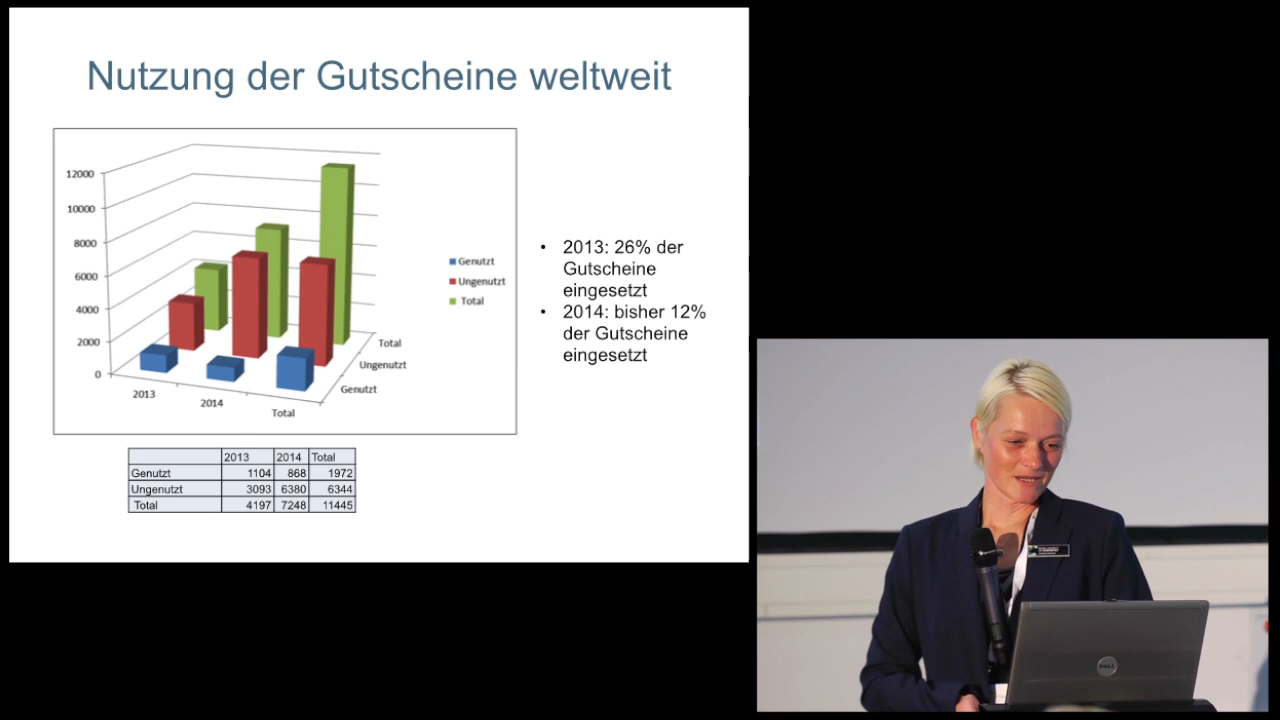 Nutzung der Gutscheine weltweit
12000
10000
8000
6000
4000
2000
0
2013
2014
Total
Genutzt
Ungenutzt
Total
Genutzt
Ungenutzt
Total
• 2013: 26% der
Gutscheine
eingesetzt
• 2014: bisher 12%
der Gutscheine
eingesetzt
2013 2014 Total
Genutzt 1104 868 1972
Ungenutzt 3093 6380 6344
Total 4197 7248 11445
DELL